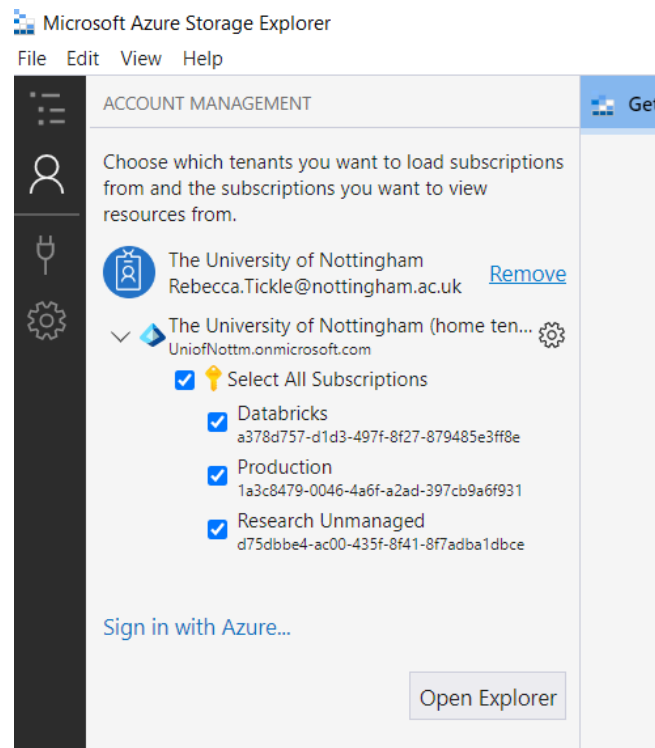 Microsoft Azure Storage Explorer
File Edit View Help
ACCOUNT MANAGEMENT
Get
Choose which tenants you want to load subscriptions
from and the subscriptions you want to view
resources from.
The University of Nottingham
Rebecca.Tickle@nottingham.ac.uk
Remove
The University of Nottingham (home ten...
UniofNottm.onmicrosoft.com
Select All Subscriptions
Databricks
a378d757-d1d3-497f-8f27-879485e3ff8e
Production
1a3c8479-0046-4a6f-a2ad-397cb9a6f931
Research Unmanaged
d75dbbe4-ac00-435f-8f41-8f7adba1dbce
Sign in with Azure...
Open Explorer